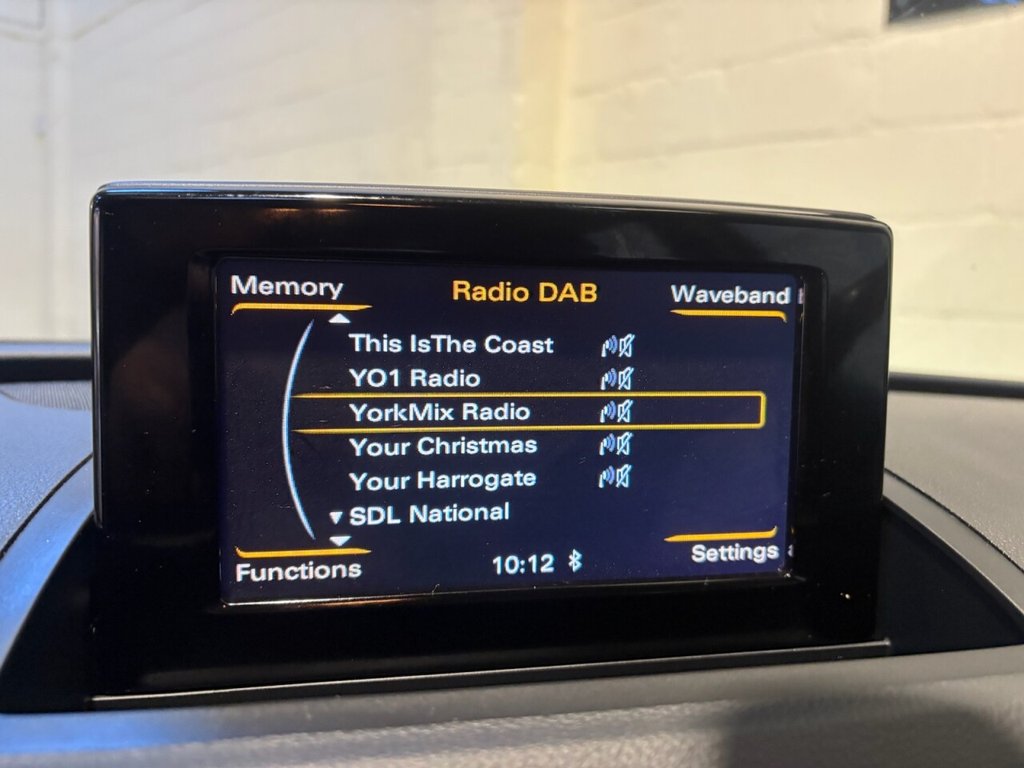 Memory
Radio DAB
Waveband
This IsThe Coast
YO1 Radio
YorkMix Radio
Your Christmas
Your Harrogate
SDL National
Functions
10:12
Settings